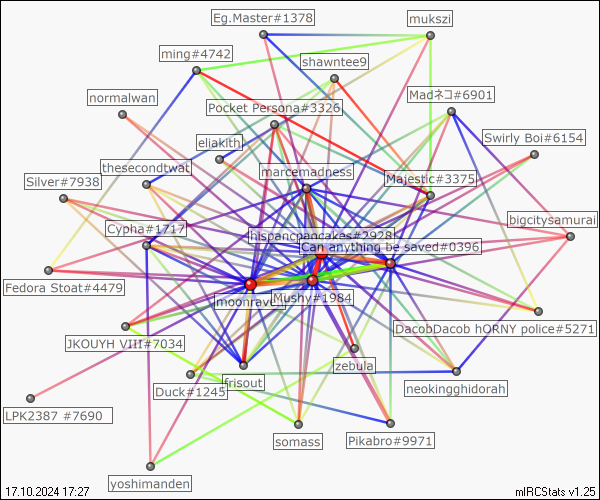 Eg.Master#1378
mukszi
ming#4742
shawntee9
normalwan
Pocket Persona#3326
Madネコ#6901
eliakith
Swirly Boi#6154
thesecondtwat
marcemadness
Majestic#3375
Silver#7938
Cypha#1717
hispanicpancakes#2928
bigcitysamurai
Can anything be saved#0396
Fedora Stoat#4479
moonrave
Mushy#1984
DacobDacob hORNY police#5271
JKOUYH VIII#7034
zebula
frisout
Duck#1245
neokingghidorah
LPK2387 #7690
somass
Pikabro#9971
yoshimanden
17.10.2024 17:27
mIRCStats v1.25